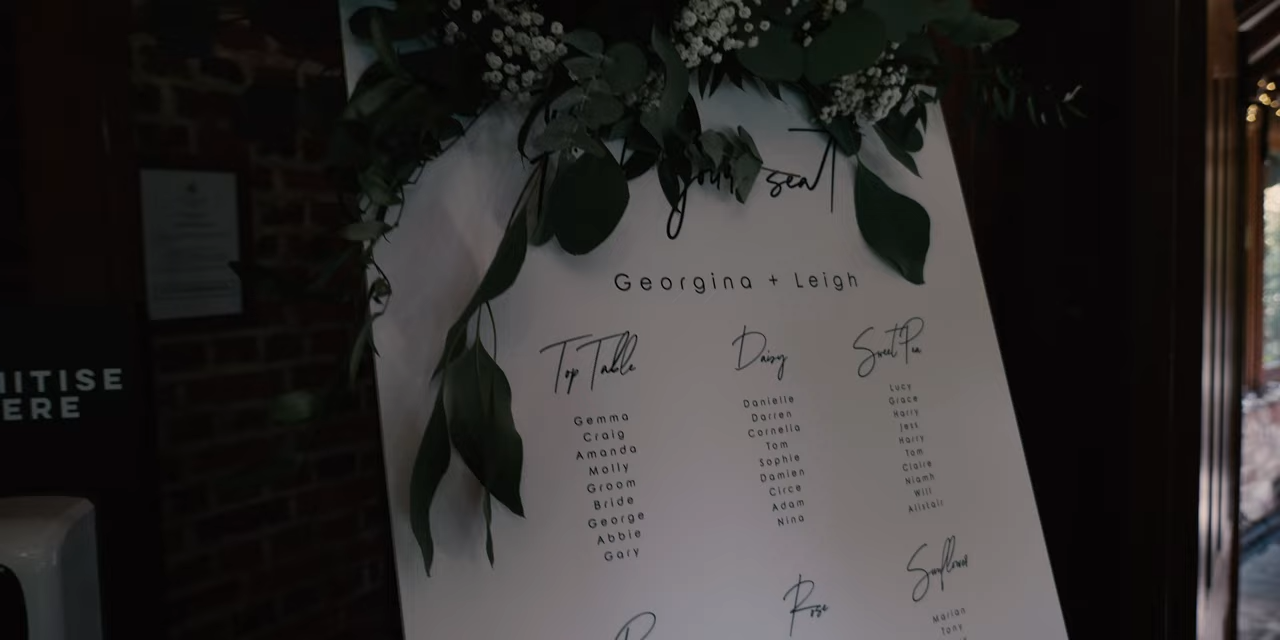 your seat
Georgina + Leigh
Top Table
Gemma
Craig
Amanda
Molly
Groom
Bride
George
Abbie
Gary
Daisy
Danielle
Darren
Cornelia
Tom
Sophie
Damien
Circe
Adam
Nina
Sweet Pea
Lucy
Grace
Harry
Jess
Harry
Tom
Claire
Niamh
Will
Alistair
Rose
Sunflower
Marian
Tony
NITISE
ERE